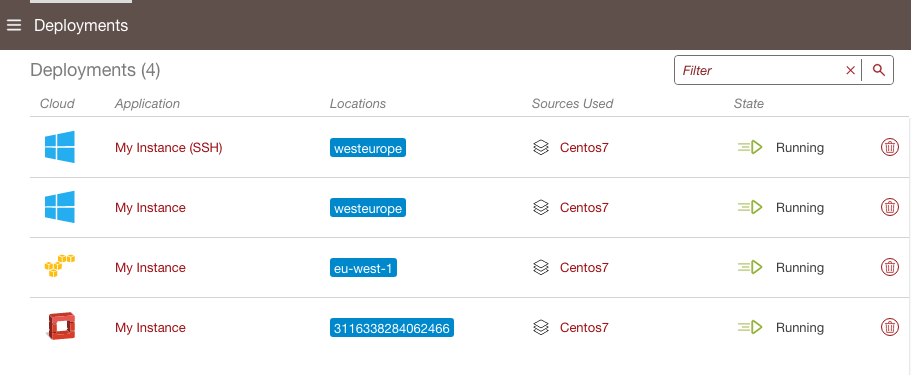 Deployments
Deployments (4)
Filter
Cloud Application Locations Sources Used State
My Instance (SSH) westeurope Centos7 Running
My Instance westeurope Centos7 Running
My Instance eu-west-1 Centos7 Running
My Instance 3116338284062466 Centos7 Running